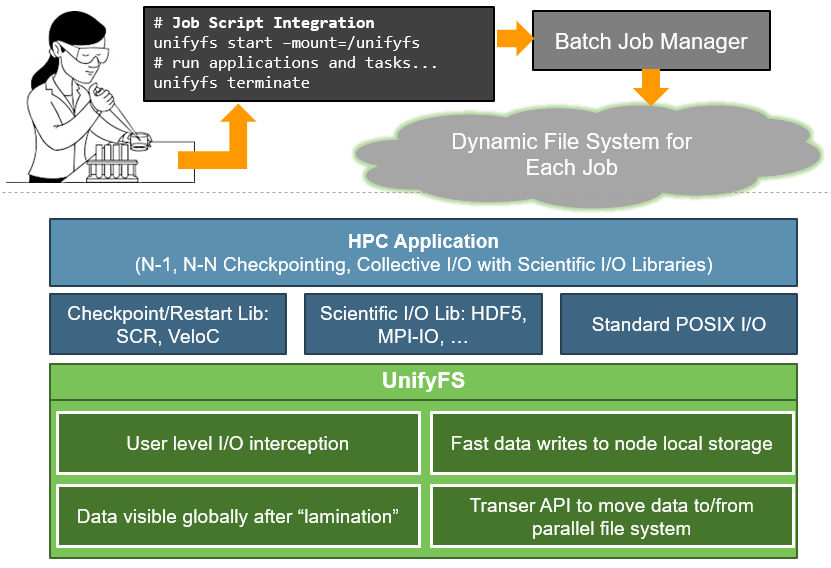 # Job Script Integration
unifyfs start –mount=/unifyfs
# run applications and tasks...
unifyfs terminate
Batch Job Manager
Dynamic File System for
Each Job
HPC Application
(N-1, N-N Checkpointing, Collective I/O with Scientific I/O Libraries)
Checkpoint/Restart Lib:
SCR, VeloC
Scientific I/O Lib: HDF5,
MPI-IO, …
Standard POSIX I/O
UnifyFS
User level I/O interception
Fast data writes to node local storage
Data visible globally after “lamination”
Transer API to move data to/from
parallel file system